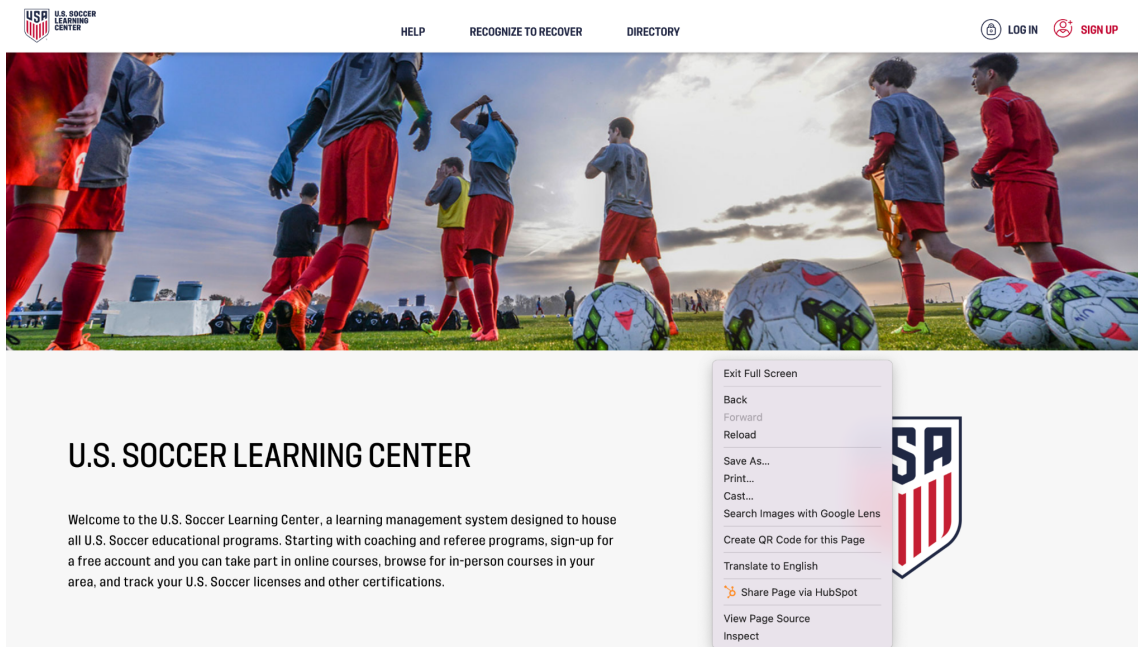 USA
U.S. SOCCER
LEARNING
CENTER
HELP
RECOGNIZE TO RECOVER
DIRECTORY
LOG IN
SIGN UP
U.S. SOCCER LEARNING CENTER
Welcome to the U.S. Soccer Learning Center, a learning management system designed to house
all U.S. Soccer educational programs. Starting with coaching and referee programs, sign-up for
a free account and you can take part in online courses, browse for in-person courses in your
area, and track your U.S. Soccer licenses and other certifications.
Exit Full Screen
Back
Forward
Reload
Save As...
Print...
Cast...
Search Images with Google Lens
Create QR Code for this Page
Translate to English
Share Page via HubSpot
View Page Source
Inspect
SA